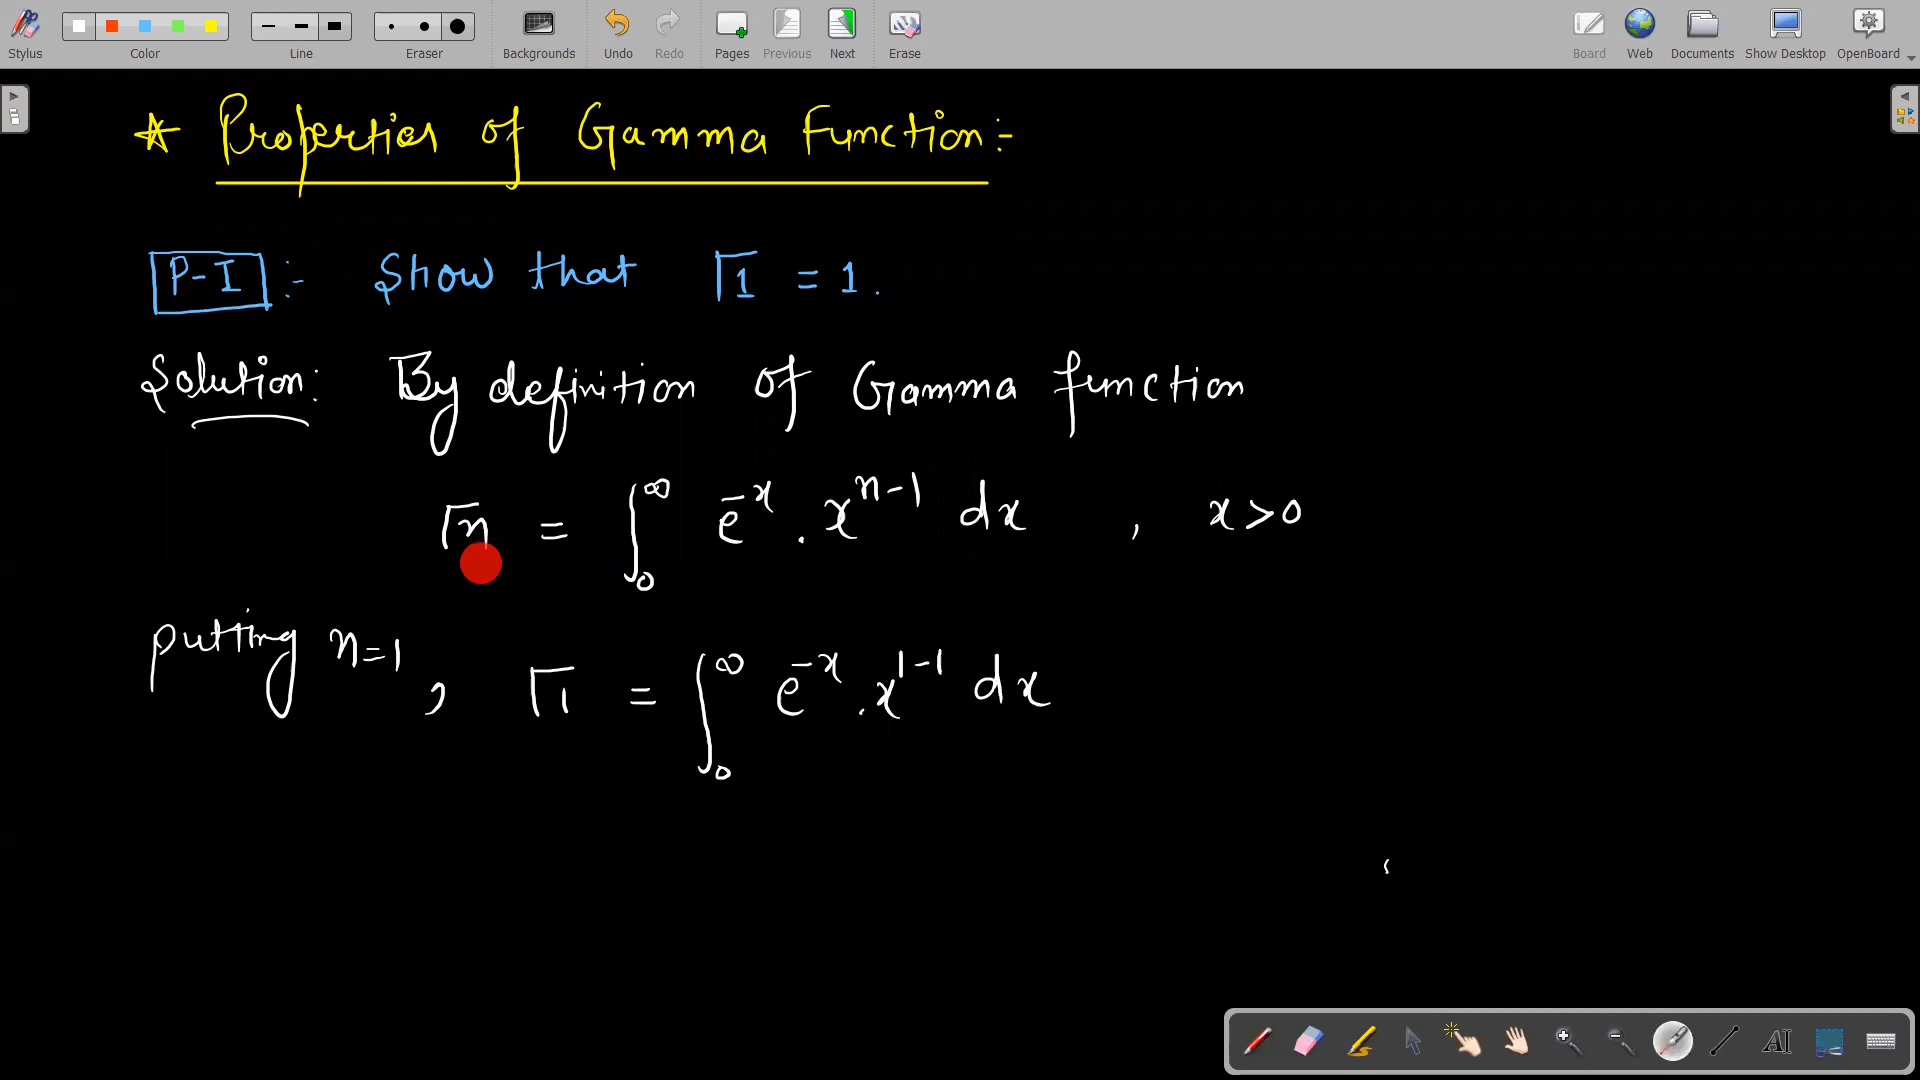 Stylus Color Line Eraser Backgrounds Undo Redo Pages Previous Next Erase Board Web Documents Show Desktop OpenBoard
* Properties of Gamma Function:-
P-I :- Show that Γ1 = 1.
Solution: By definition of Gamma function
Γn = ∫₀^∞ e^-x . x^n-1 dx , x>0
putting n=1, Γ1 = ∫₀^∞ e^-x . x^1-1 dx
AI